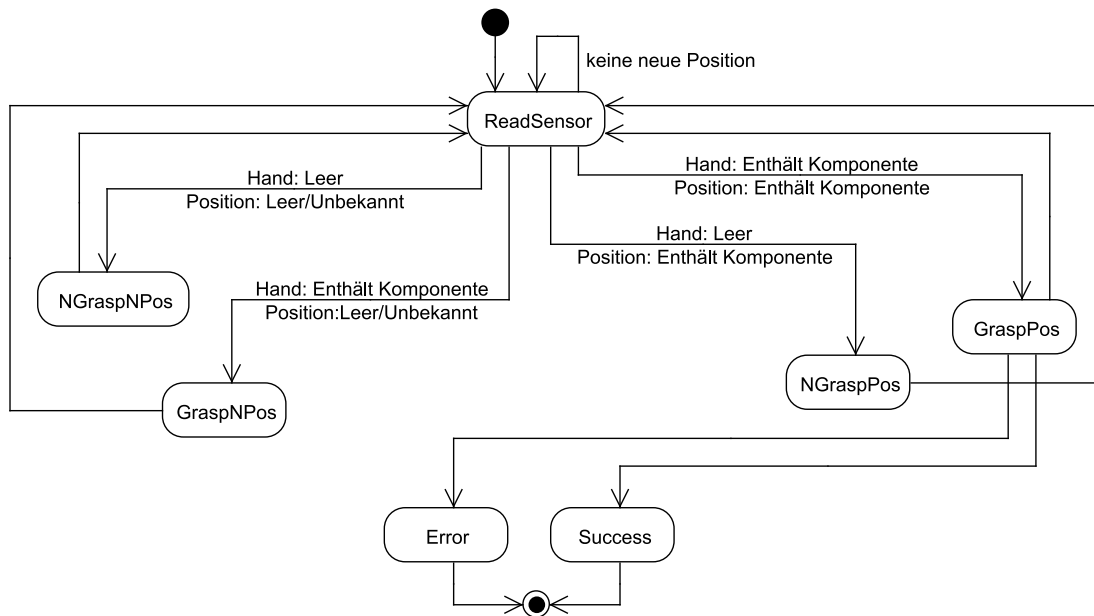 keine neue Position
ReadSensor
Hand: Enthält Komponente
Position: Enthält Komponente
Hand: Leer
Position: Leer/Unbekannt
Hand: Leer
Position: Enthält Komponente
Hand: Enthält Komponente
Position:Leer/Unbekannt
NGraspNPos
GraspPos
NGraspPos
GraspNPos
Error
Success